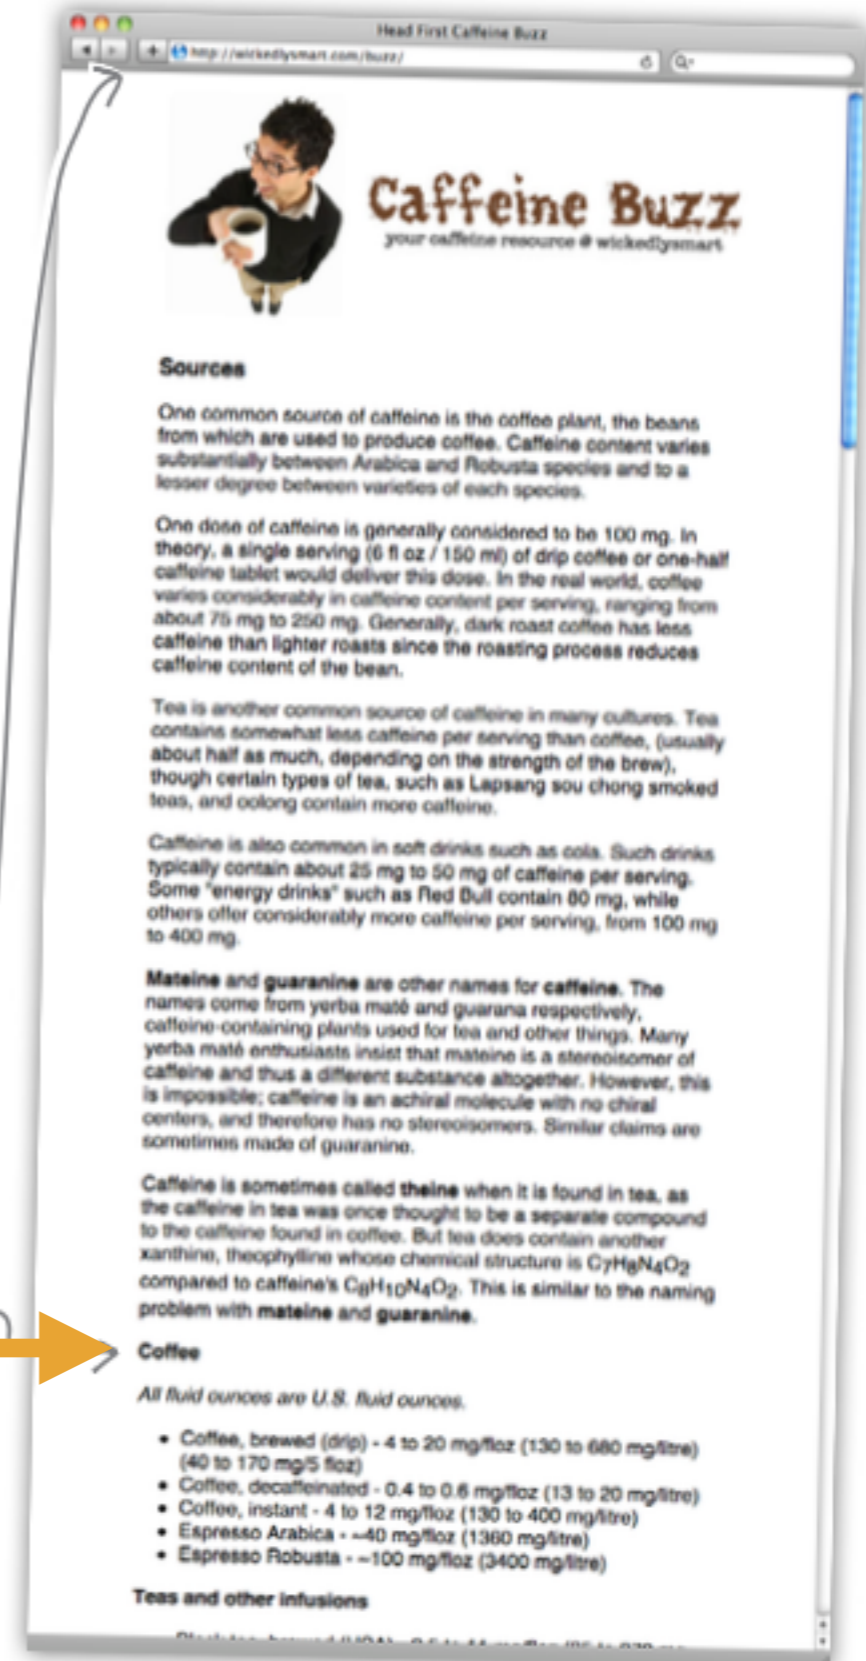 Head First Caffeine Buzz
http://wickedlysmart.com/buzz/
Caffeine Buzz
your caffeine resource @ wickedlysmart
Sources
One common source of caffeine is the coffee plant, the beans
from which are used to produce coffee. Caffeine content varies
substantially between Arabica and Robusta species and to a
lesser degree between varieties of each species.
One dose of caffeine is generally considered to be 100 mg. In
theory, a single serving (6 fl oz / 150 ml) of drip coffee or one-half
caffeine tablet would deliver this dose. In the real world, coffee
varies considerably in caffeine content per serving, ranging from
about 75 mg to 250 mg. Generally, dark roast coffee has less
caffeine than lighter roasts since the roasting process reduces
caffeine content of the bean.
Tea is another common source of caffeine in many cultures. Tea
contains somewhat less caffeine per serving than coffee, (usually
about half as much, depending on the strength of the brew),
though certain types of tea, such as Lapsang sou chong smoked
teas, and oolong contain more caffeine.
Caffeine is also common in soft drinks such as cola. Such drinks
typically contain about 25 mg to 50 mg of caffeine per serving.
Some "energy drinks" such as Red Bull contain 80 mg, while
others offer considerably more caffeine per serving, from 100 mg
to 400 mg.
Mateine and guaranine are other names for caffeine. The
names come from yerba maté and guarana respectively,
caffeine-containing plants used for tea and other things. Many
yerba maté enthusiasts insist that mateine is a stereoisomer of
caffeine and thus a different substance altogether. However, this
is impossible; caffeine is an achiral molecule with no chiral
centers, and therefore has no stereoisomers. Similar claims are
sometimes made of guaranine.
Caffeine is sometimes called theine when it is found in tea, as
the caffeine in tea was once thought to be a separate compound
to the caffeine found in coffee. But tea does contain another
xanthine, theophylline whose chemical structure is C7H8N4O2
compared to caffeine's C8H10N4O2. This is similar to the naming
problem with mateine and guaranine.
Coffee
All fluid ounces are U.S. fluid ounces.
• Coffee, brewed (drip) - 4 to 20 mg/floz (130 to 680 mg/litre)
(40 to 170 mg/5 floz)
• Coffee, decaffeinated - 0.4 to 0.6 mg/floz (13 to 20 mg/litre)
• Coffee, instant - 4 to 12 mg/floz (130 to 400 mg/litre)
• Espresso Arabica - ~40 mg/floz (1360 mg/litre)
• Espresso Robusta - ~100 mg/floz (3400 mg/litre)
Teas and other infusions